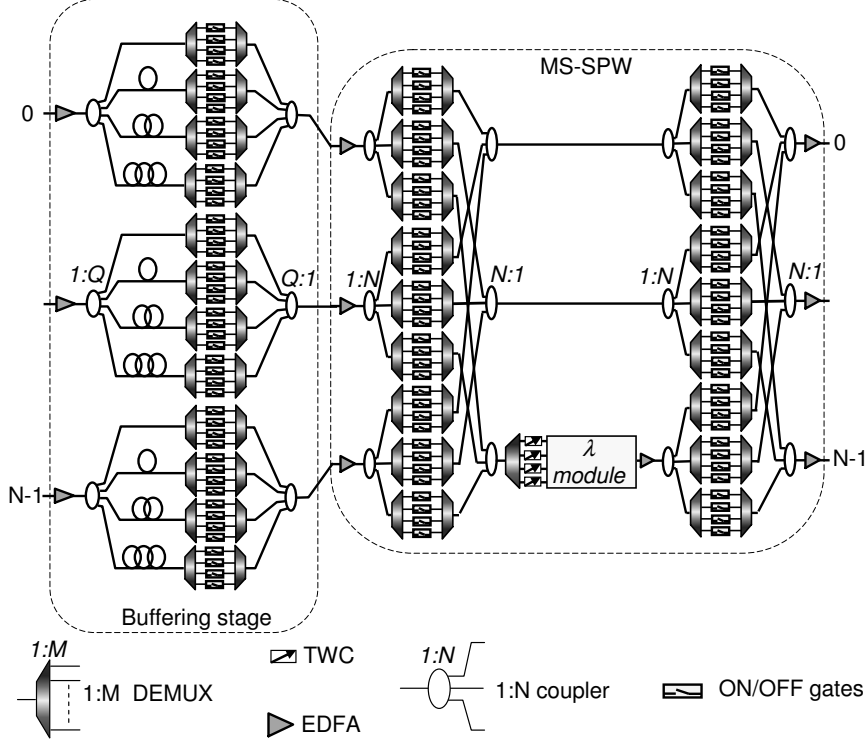 MS-SPW
0
0
1:Q
Q:1
1:N
N:1
1:N
N:1
N-1
λ
module
N-1
Buffering stage
1:M
1:M DEMUX
TWC
EDFA
1:N
1:N coupler
ON/OFF gates